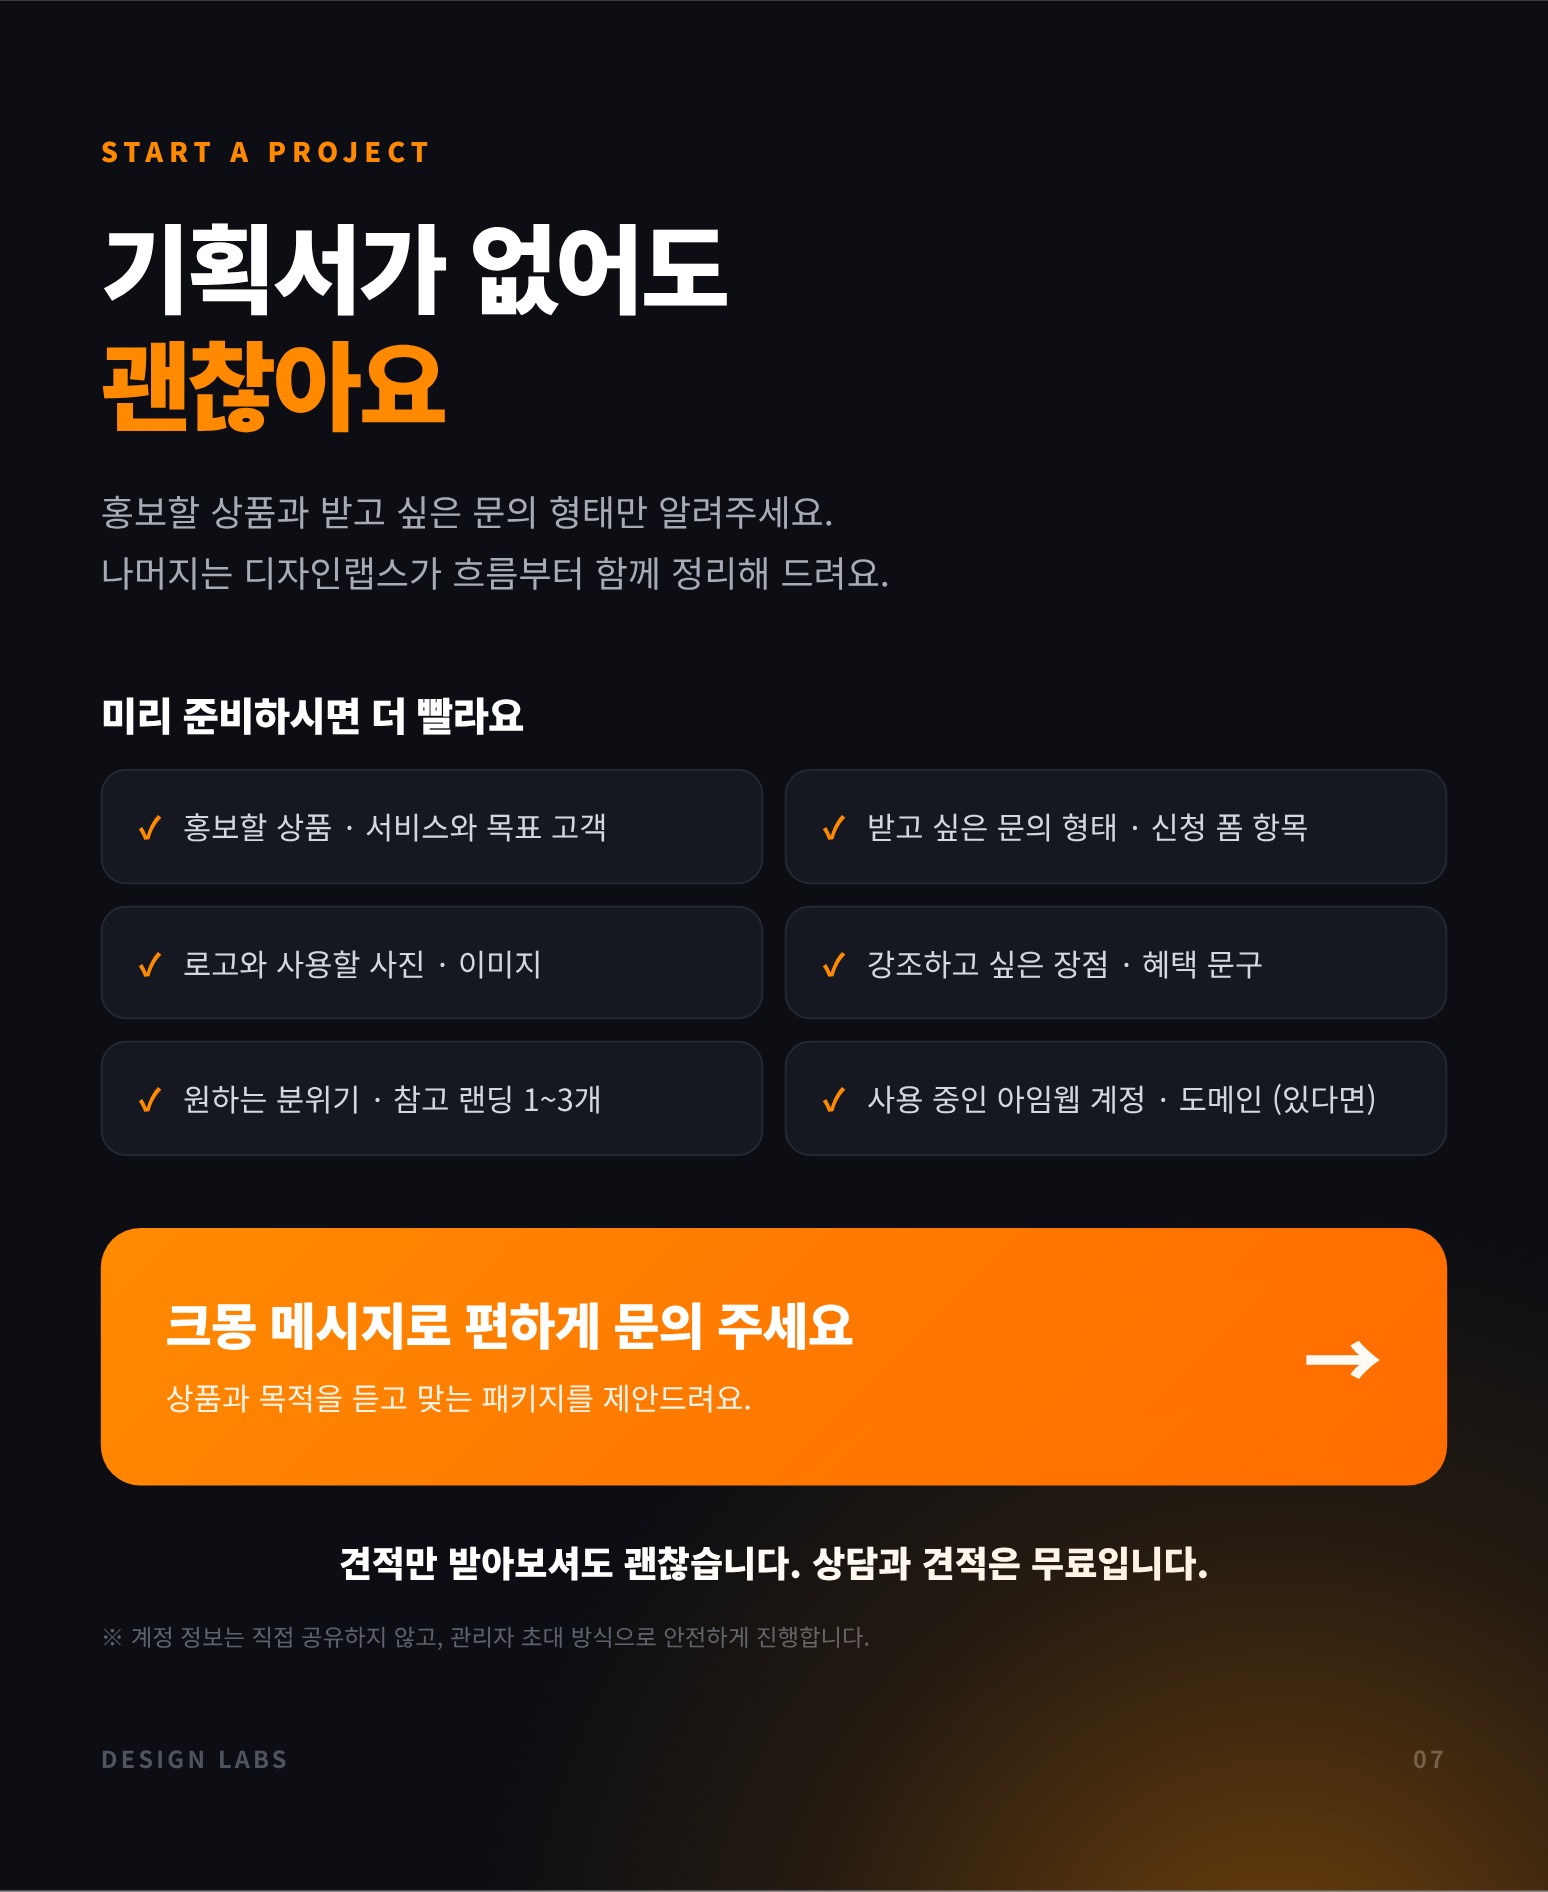 START A PROJECT
기획서가 없어도
괜찮아요
홍보할 상품과 받고 싶은 문의 형태만 알려주세요.
나머지는 디자인랩스가 흐름부터 함께 정리해 드려요.
미리 준비하시면 더 빨라요
✓ 홍보할 상품 · 서비스와 목표 고객
✓ 받고 싶은 문의 형태 · 신청 폼 항목
✓ 로고와 사용할 사진 · 이미지
✓ 강조하고 싶은 장점 · 혜택 문구
✓ 원하는 분위기 · 참고 랜딩 1~3개
✓ 사용 중인 아임웹 계정 · 도메인 (있다면)
크몽 메시지로 편하게 문의 주세요
상품과 목적을 듣고 맞는 패키지를 제안드려요.
→
견적만 받아보셔도 괜찮습니다. 상담과 견적은 무료입니다.
※ 계정 정보는 직접 공유하지 않고, 관리자 초대 방식으로 안전하게 진행합니다.
DESIGN LABS
07